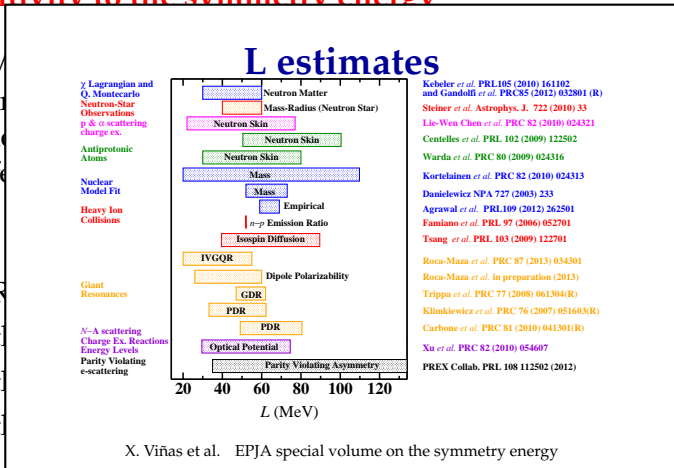 to the symmetry energy
L estimates
χ Lagrangian and
Q. Montecarlo
Neutron-Star
Observations
p & α scattering
charge ex.
Antiprotonic
Atoms
Nuclear
Model Fit
Heavy Ion
Collisions
Giant
Resonances
N−A scattering
Charge Ex. Reactions
Energy Levels
Parity Violating
e-scattering
Neutron Matter
Mass-Radius (Neutron Star)
Neutron Skin
Neutron Skin
Neutron Skin
Mass
Mass
Empirical
n−p Emission Ratio
Isospin Diffusion
IVGQR
Dipole Polarizability
GDR
PDR
PDR
Optical Potential
Parity Violating Asymmetry
Kebeler et al. PRL105 (2010) 161102
and Gandolfi et al. PRC85 (2012) 032801 (R)
Steiner et al. Astrophys. J. 722 (2010) 33
Lie-Wen Chen et al. PRC 82 (2010) 024321
Centelles et al. PRL 102 (2009) 122502
Warda et al. PRC 80 (2009) 024316
Kortelainen et al. PRC 82 (2010) 024313
Danielewicz NPA 727 (2003) 233
Agrawal et al. PRL109 (2012) 262501
Famiano et al. PRL 97 (2006) 052701
Tsang et al. PRL 103 (2009) 122701
Roca-Maza et al. PRC 87 (2013) 034301
Roca-Maza et al. in preparation (2013)
Trippa et al. PRC 77 (2008) 061304(R)
Klimkiewicz et al. PRC 76 (2007) 051603(R)
Carbone et al. PRC 81 (2010) 041301(R)
Xu et al. PRC 82 (2010) 054607
PREX Collab. PRL 108 112502 (2012)
20 40 60 80 100 120
L (MeV)
X. Viñas et al. EPJA special volume on the symmetry energy